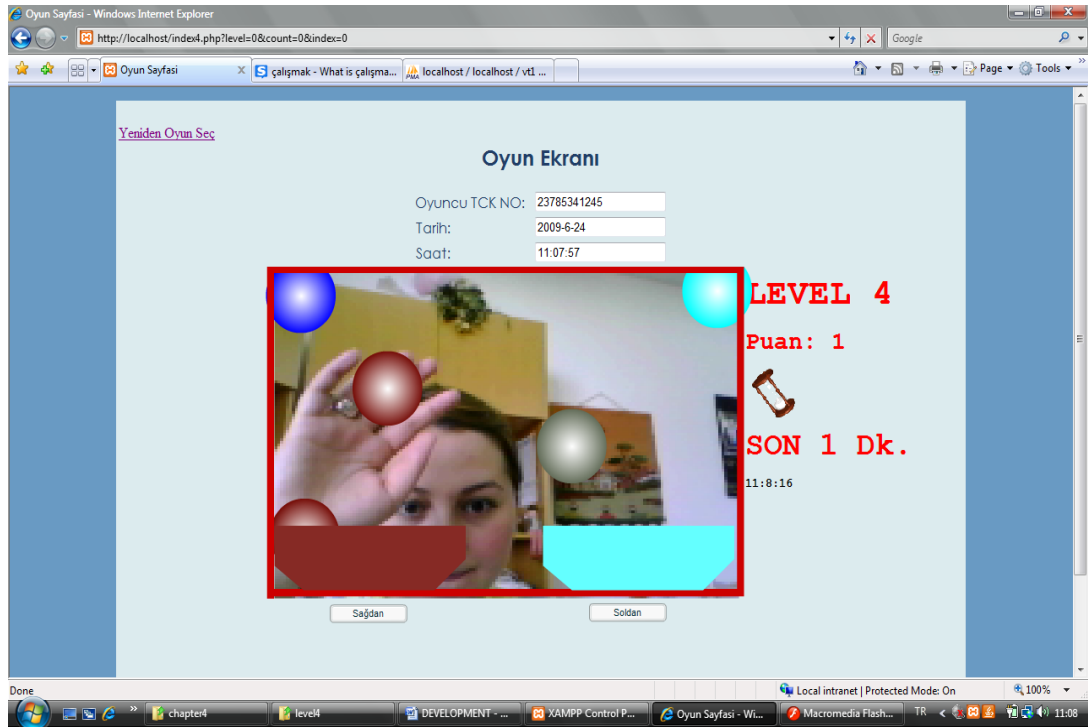 Oyun Sayfasi - Windows Internet Explorer
http://localhost/index4.php?level=0&count=0&index=0
Google
Oyun Sayfasi
çalışmak - What is çalışma...
localhost / localhost / vt1 ...
Page
Tools
Yeniden Oyun Seç
Oyun Ekranı
Oyuncu TCK NO: 23785341245
Tarih: 2009-6-24
Saat: 11:07:57
LEVEL 4
Puan: 1
SON 1 Dk.
11:8:16
Sağdan
Soldan
Done
Local intranet | Protected Mode: On
100%
chapter4
level4
DEVELOPMENT - ...
XAMPP Control P...
Oyun Sayfasi - Wi...
Macromedia Flash...
TR
11:08